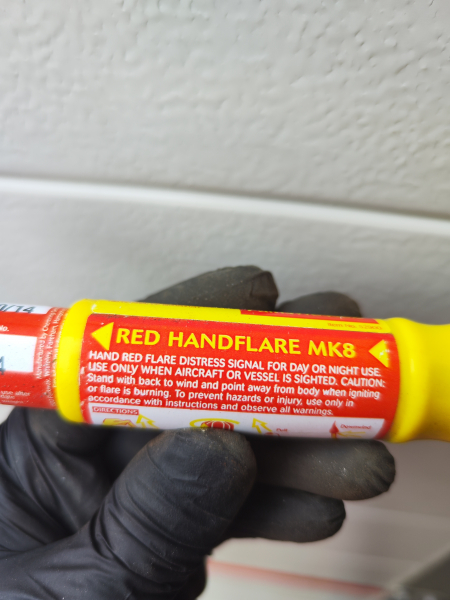 RED HANDFLARE MK8
HAND RED FLARE DISTRESS SIGNAL FOR DAY OR NIGHT USE.
USE ONLY WHEN AIRCRAFT OR VESSEL IS SIGHTED. CAUTION:
Stand with back to wind and point away from body when igniting
or flare is burning. To prevent hazards or injury, use only in
accordance with instructions and observe all warnings.
DIRECTIONS